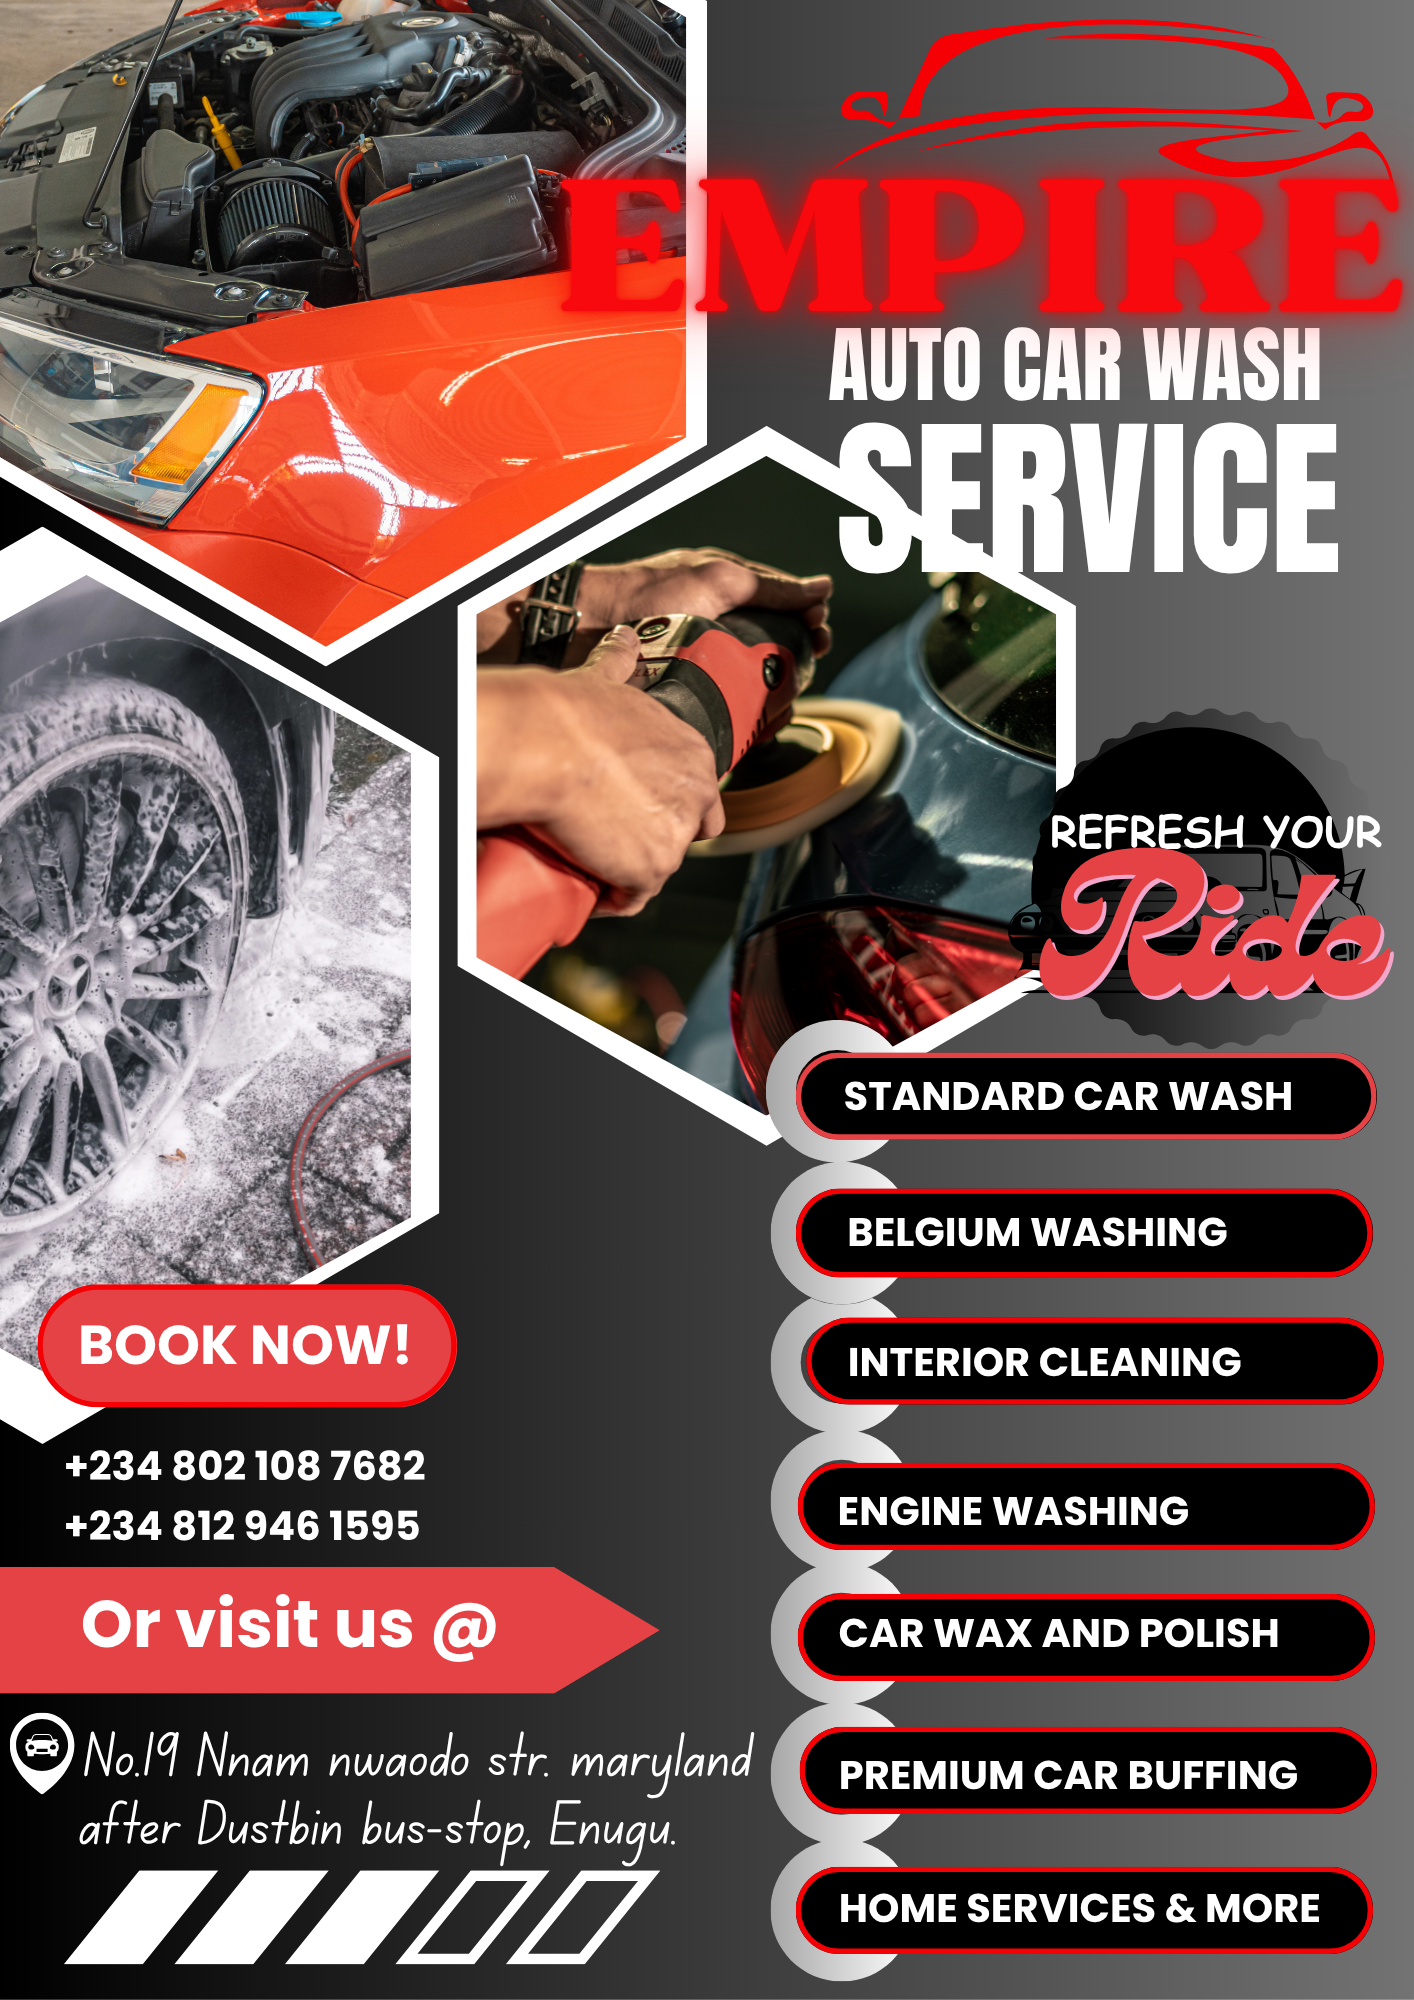 EMPIRE
AUTO CAR WASH
SERVICE
REFRESH YOUR
Ride
STANDARD CAR WASH
BELGIUM WASHING
INTERIOR CLEANING
ENGINE WASHING
CAR WAX AND POLISH
PREMIUM CAR BUFFING
HOME SERVICES & MORE
BOOK NOW!
+234 802 108 7682
+234 812 946 1595
Or visit us @
No.19 Nnam nwaodo str. maryland
after Dustbin bus-stop, Enugu.